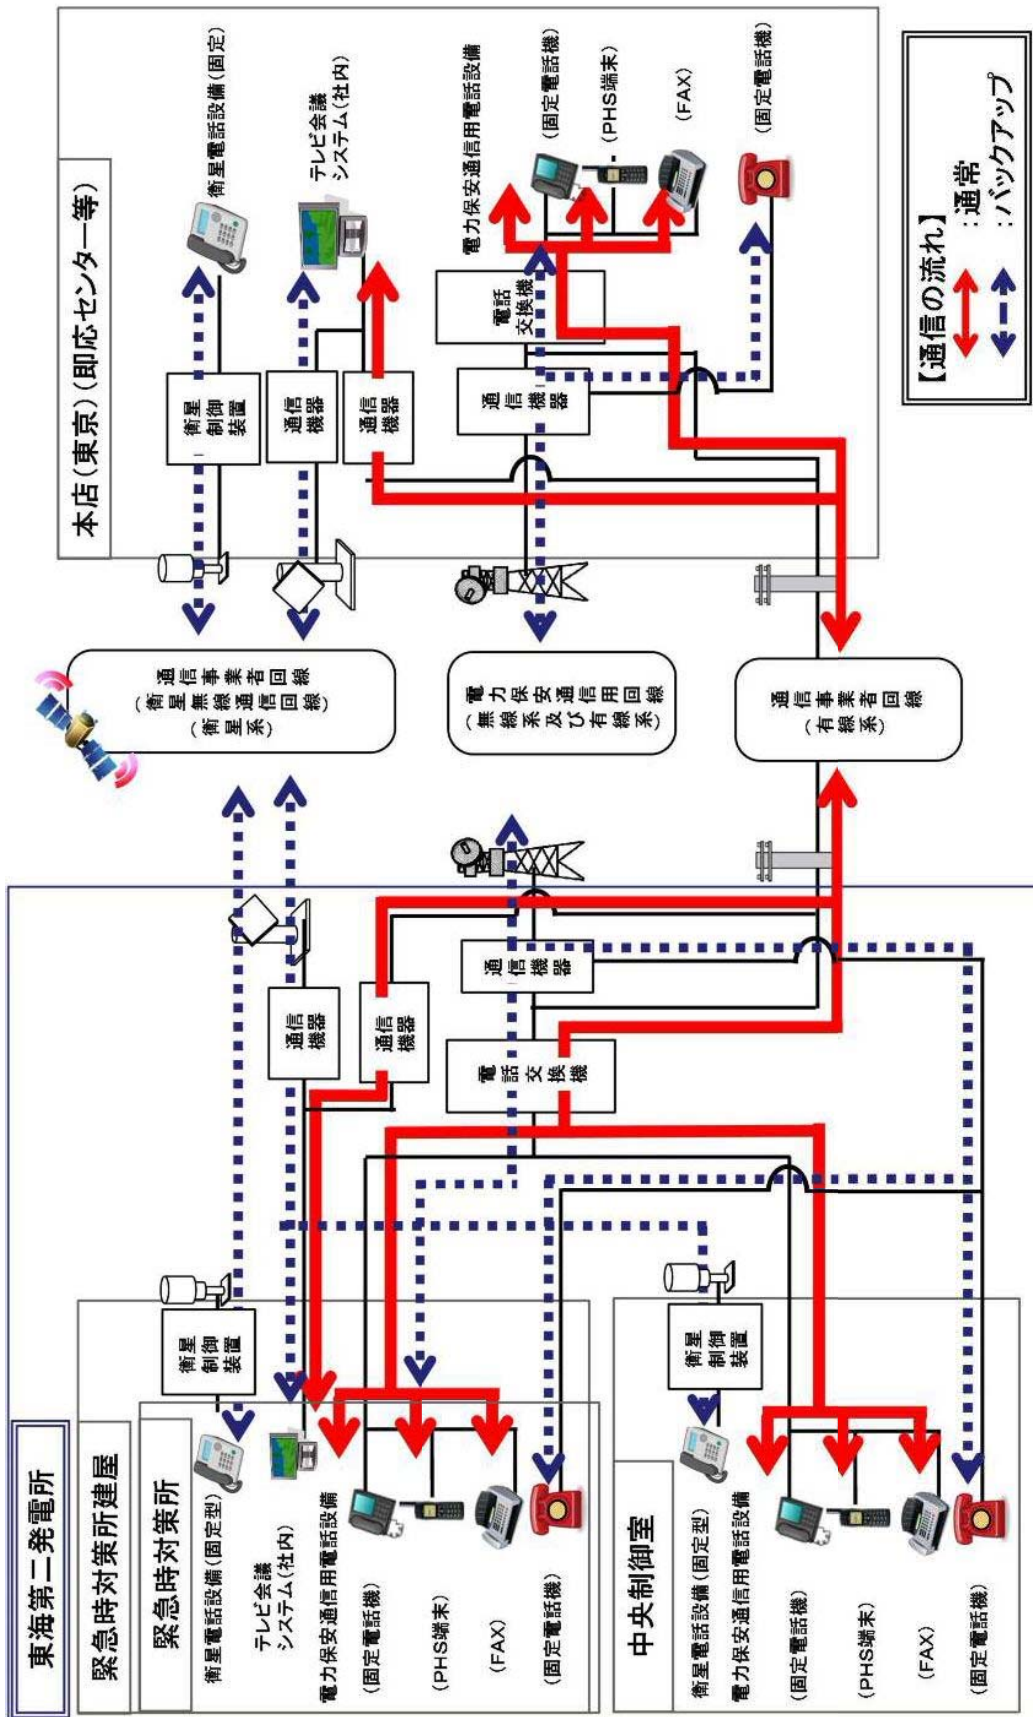 東海第二発電所
緊急時対策所建屋
緊急時対策所
衛星電話設備(固定型)
テレビ会議
システム(社内)
電力保安通信用電話設備
(固定電話機)
(PHS端末)
(FAX)
(固定電話機)
衛星
制御
装置
通信
機器
通信
機器
電話
交換
機
通信
機器
中央制御室
衛星電話設備(固定型)
電力保安通信用電話設備
(固定電話機)
(PHS端末)
(FAX)
(固定電話機)
衛星
制御
装置
通信事業者回線
(衛星無線通信回線)
(衛星系)
電力保安通信用回線
(無線系及び有線系)
通信事業者回線
(有線系)
本店(東京)(即応センター等)
衛星
制御
装置
通信
機器
通信
機器
通信
機器
電話
交換機
衛星電話設備(固定)
テレビ会議
システム(社内)
電力保安通信用電話設備
(固定電話機)
(PHS端末)
(FAX)
(固定電話機)
【通信の流れ】
:通常
:バックアップ